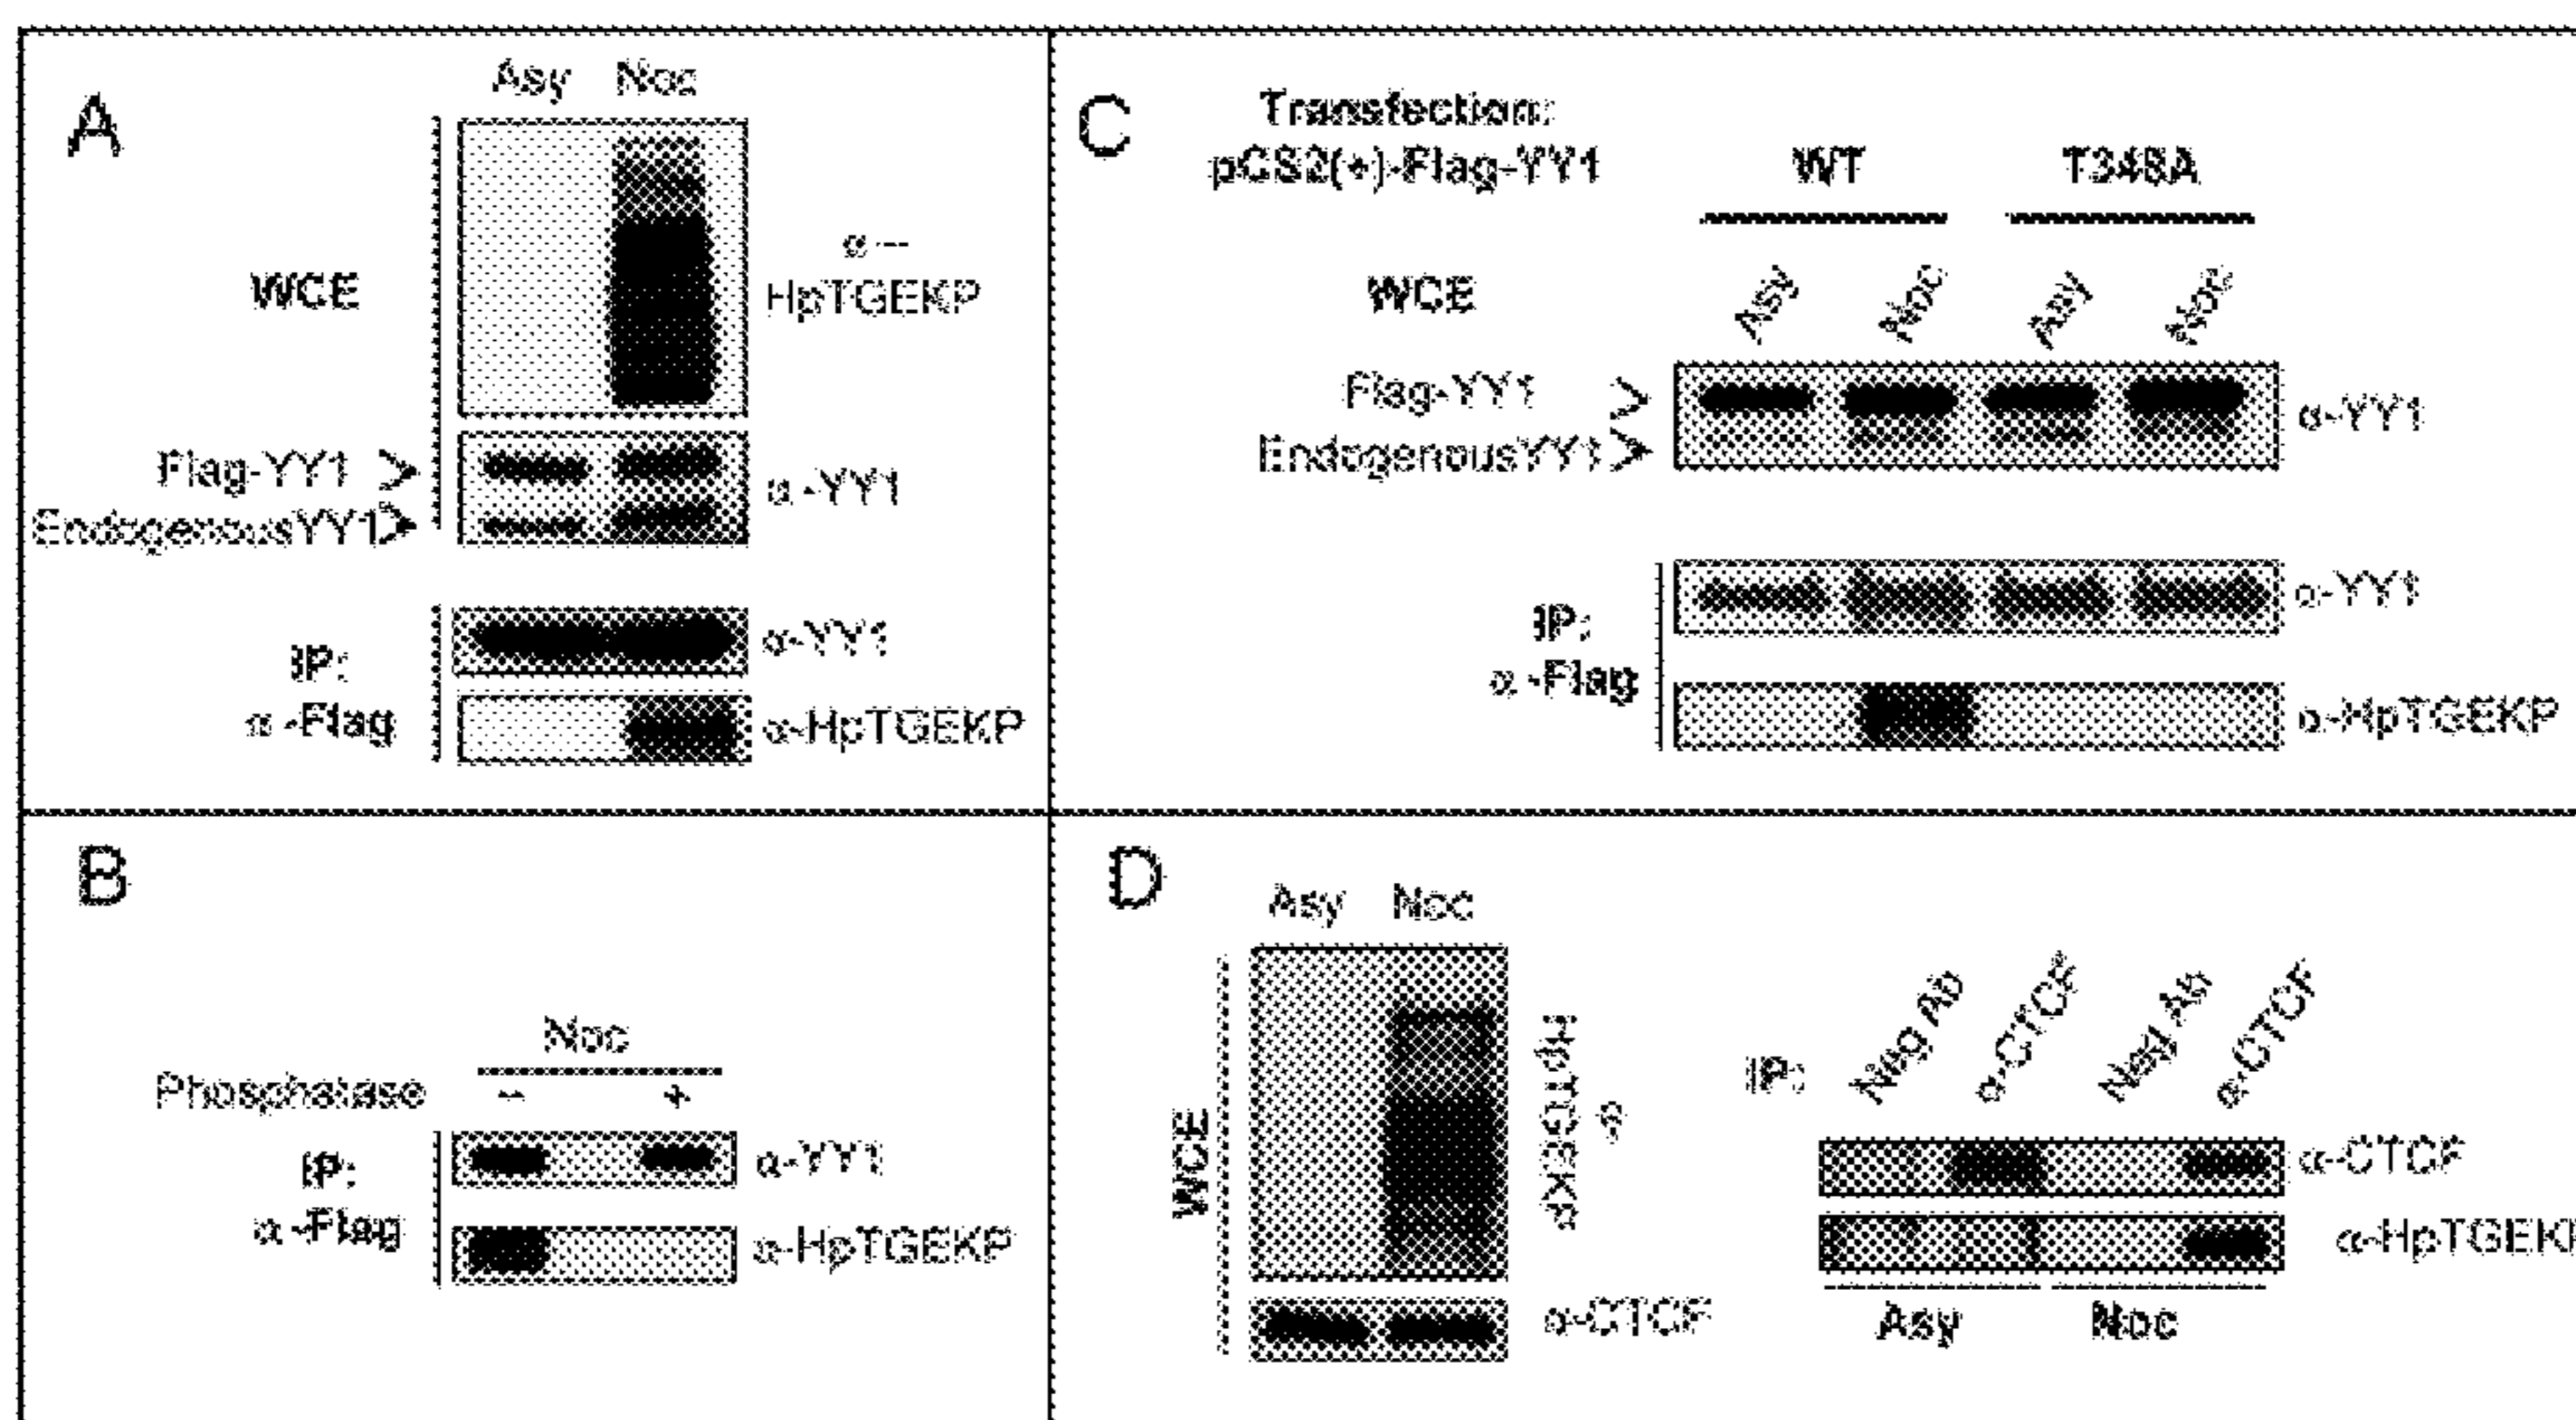 A
Asy Noc
WCE
α-
HpTGEKP
Flag-YY1 >
EndogenousYY1>
α-YY1
IP:
α-Flag
α-YY1
α-HpTGEKP
B
Noc
Phosphatase - +
IP:
α-Flag
α-YY1
α-HpTGEKP
C
Transfection:
pCS2(+)-Flag-YY1
WT T348A
WCE
Asy Noc Asy Noc
Flag-YY1 >
EndogenousYY1>
α-YY1
IP:
α-Flag
α-YY1
α-HpTGEKP
D
Asy Noc
WCE
α-
HpTGEKP
α-CTCF
IP:
Neg Ab α-CTCF Neg Ab α-CTCF
α-CTCF
α-HpTGEKP
Asy Noc